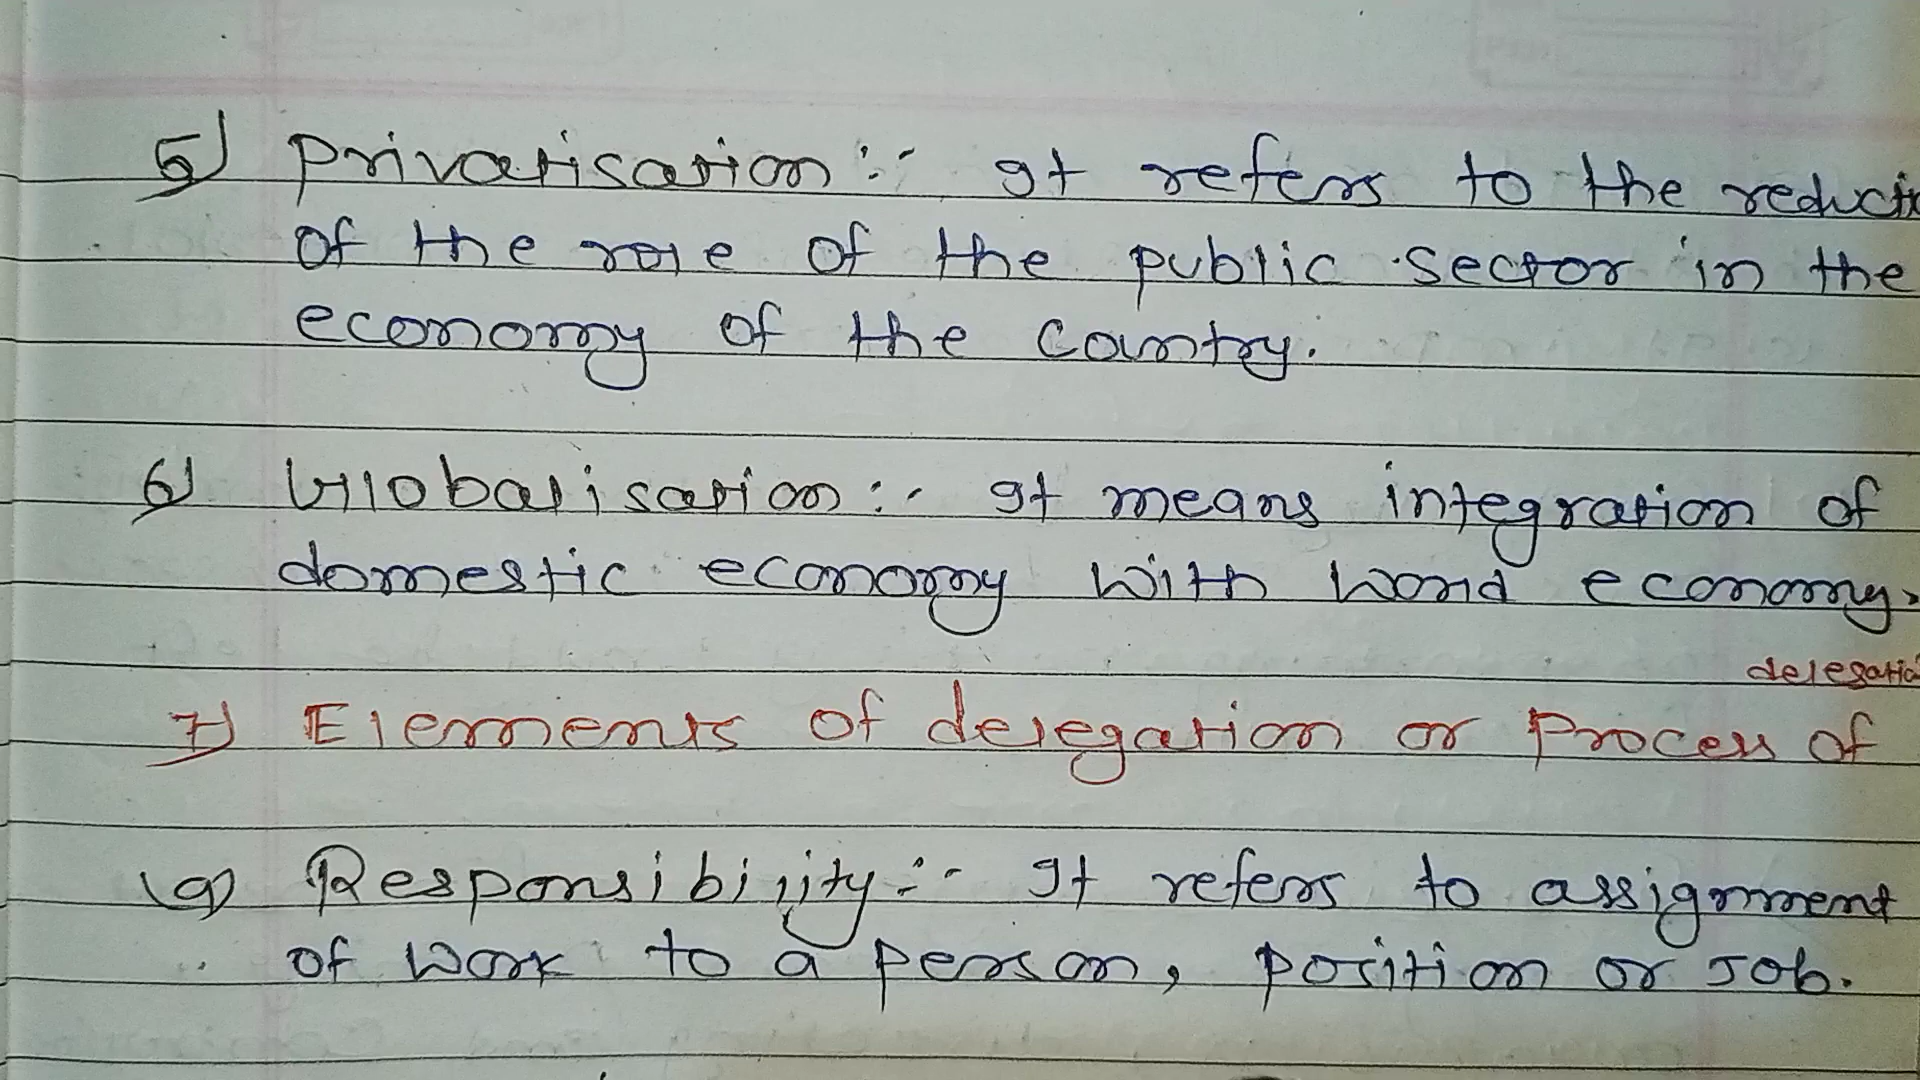 5) Privatisation :- It refers to the reductio
of the role of the public sector in the
economy of the country.
6) Globalisation :- It means integration of
domestic economy with world economy.
delegatio
7) Elements of delegation or Process of
(a) Responsibility :- It refers to assignment
of work to a person, position or Job.